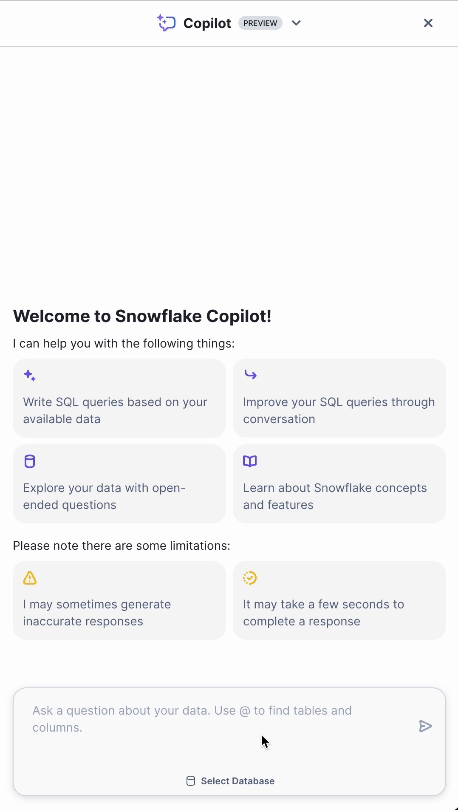 Copilot PREVIEW
Welcome to Snowflake Copilot!
I can help you with the following things:
Write SQL queries based on your
available data
Improve your SQL queries through
conversation
Explore your data with open-
ended questions
Learn about Snowflake concepts
and features
Please note there are some limitations:
I may sometimes generate
inaccurate responses
It may take a few seconds to
complete a response
Ask a question about your data. Use @ to find tables and
columns.
Select Database